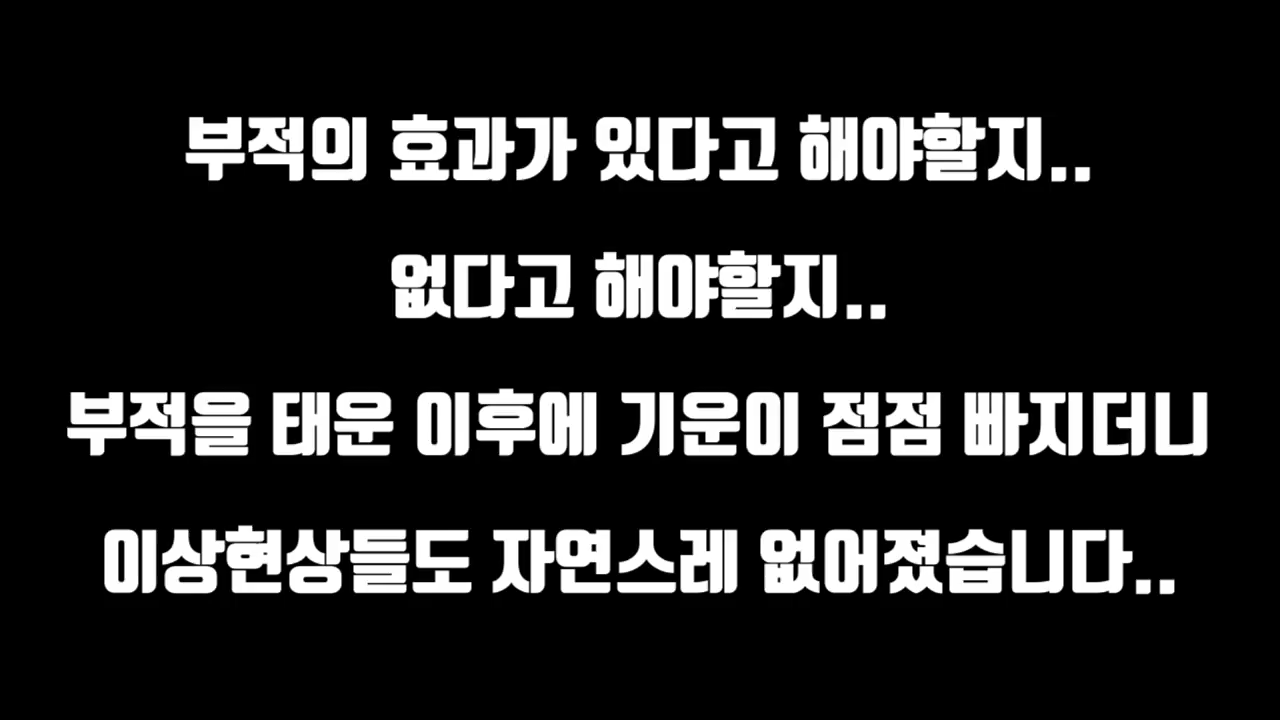 부적의 효과가 있다고 해야할지..
없다고 해야할지..
부적을 태운 이후에 기운이 점점 빠지더니
이상현상들도 자연스레 없어졌습니다..